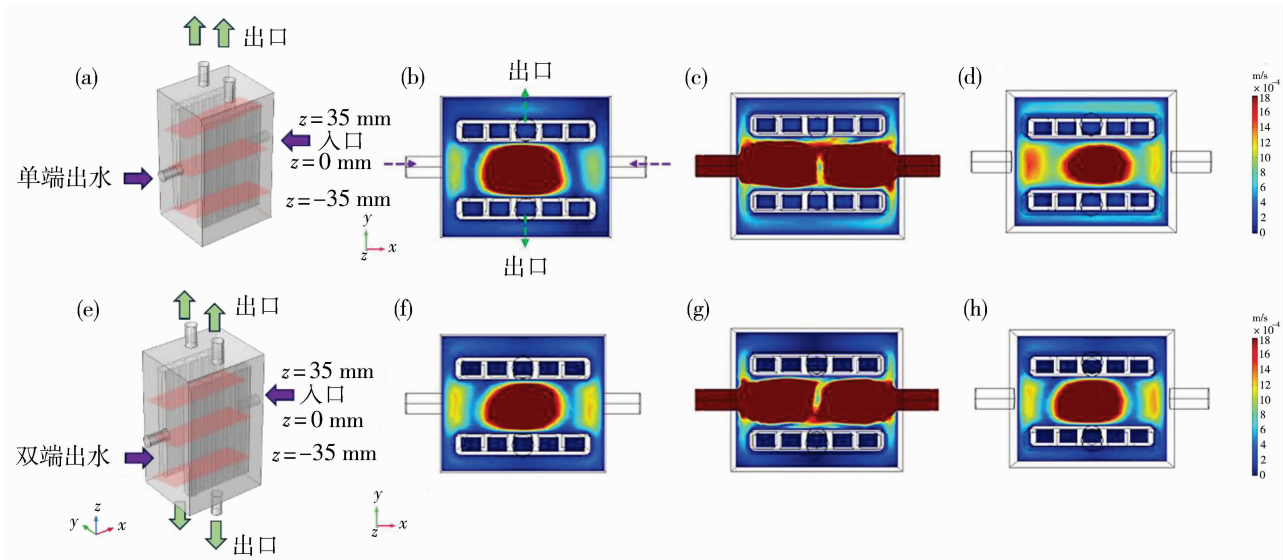 出口
(a)
(b)
(c)
(d)
出口
m/s
× 10⁻⁴
18
16
14
12
10
8
6
4
2
0
z = 35 mm
入口
z = 0 mm
单端出水
z = −35 mm
y
z
x
出口
(e)
出口
(f)
(g)
(h)
m/s
× 10⁻⁴
18
16
14
12
10
8
6
4
2
0
z = 35 mm
入口
z = 0 mm
双端出水
z = −35 mm
y
z
x
y
z
x
出口